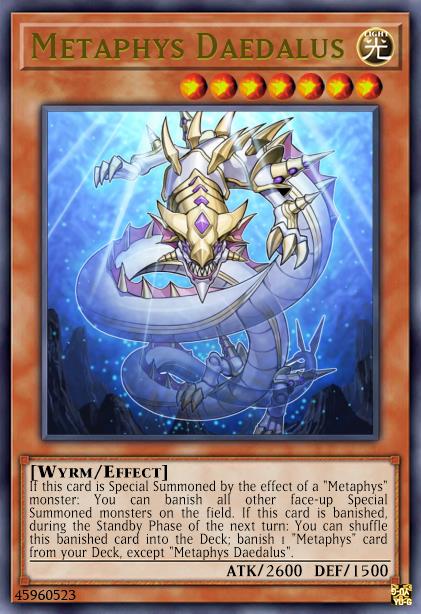 METAPHYS DAEDALUS
LIGHT
光
[WYRM/EFFECT]
If this card is Special Summoned by the effect of a "Metaphys"
monster: You can banish all other face-up Special
Summoned monsters on the field. If this card is banished,
during the Standby Phase of the next turn: You can shuffle
this banished card into the Deck; banish 1 "Metaphys" card
from your Deck, except "Metaphys Daedalus".
ATK/2600 DEF/1500
45960523